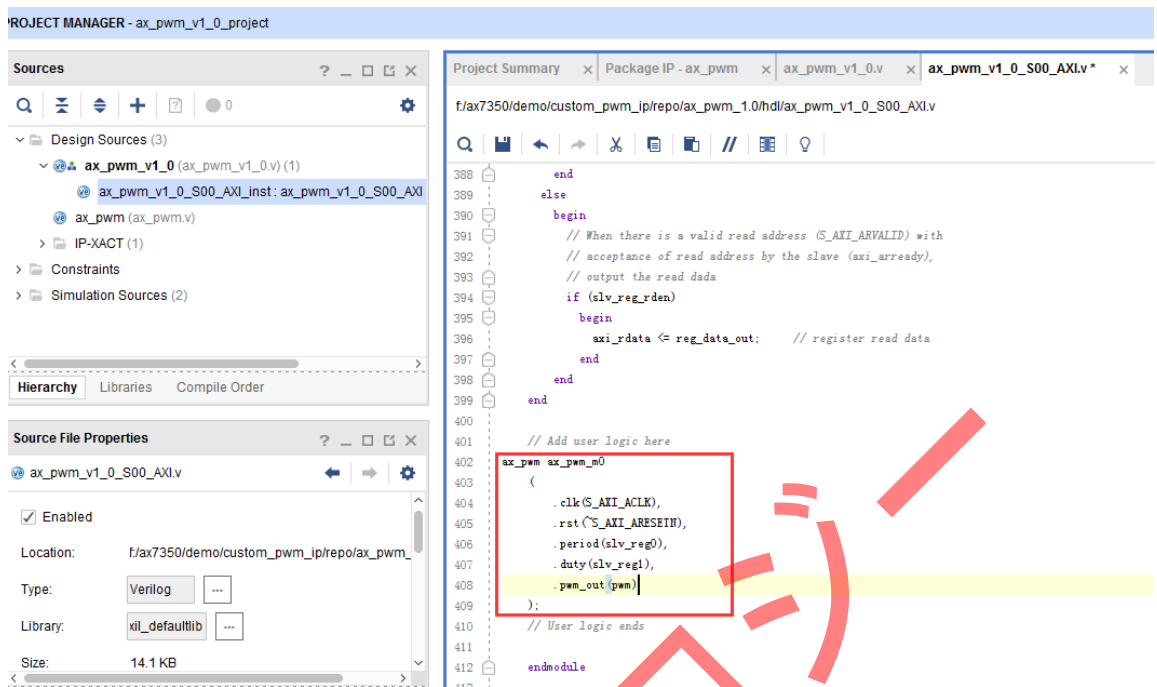 PROJECT MANAGER - ax_pwm_v1_0_project
Sources
0
Design Sources (3)
ax_pwm_v1_0 (ax_pwm_v1_0.v) (1)
ax_pwm_v1_0_S00_AXI_inst : ax_pwm_v1_0_S00_AXI
ax_pwm (ax_pwm.v)
IP-XACT (1)
Constraints
Simulation Sources (2)
Hierarchy Libraries Compile Order
Source File Properties
ax_pwm_v1_0_S00_AXI.v
Enabled
Location: f:/ax7350/demo/custom_pwm_ip/repo/ax_pwm_
Type: Verilog
Library: xil_defaultlib
Size: 14.1 KB
Project Summary Package IP - ax_pwm ax_pwm_v1_0.v ax_pwm_v1_0_S00_AXI.v *
f:/ax7350/demo/custom_pwm_ip/repo/ax_pwm_1.0/hdl/ax_pwm_v1_0_S00_AXI.v
388 end
389 else
390 begin
391 // When there is a valid read address (S_AXI_ARVALID) with
392 // acceptance of read address by the slave (axi_arready),
393 // output the read dada
394 if (slv_reg_rden)
395 begin
396 axi_rdata <= reg_data_out; // register read data
397 end
398 end
399 end
400
401 // Add user logic here
402 ax_pwm ax_pwm_m0
403 (
404 .clk(S_AXI_ACLK),
405 .rst(~S_AXI_ARESETN),
406 .period(slv_reg0),
407 .duty(slv_reg1),
408 .pwm_out(pwm)
409 );
410 // User logic ends
411
412 endmodule